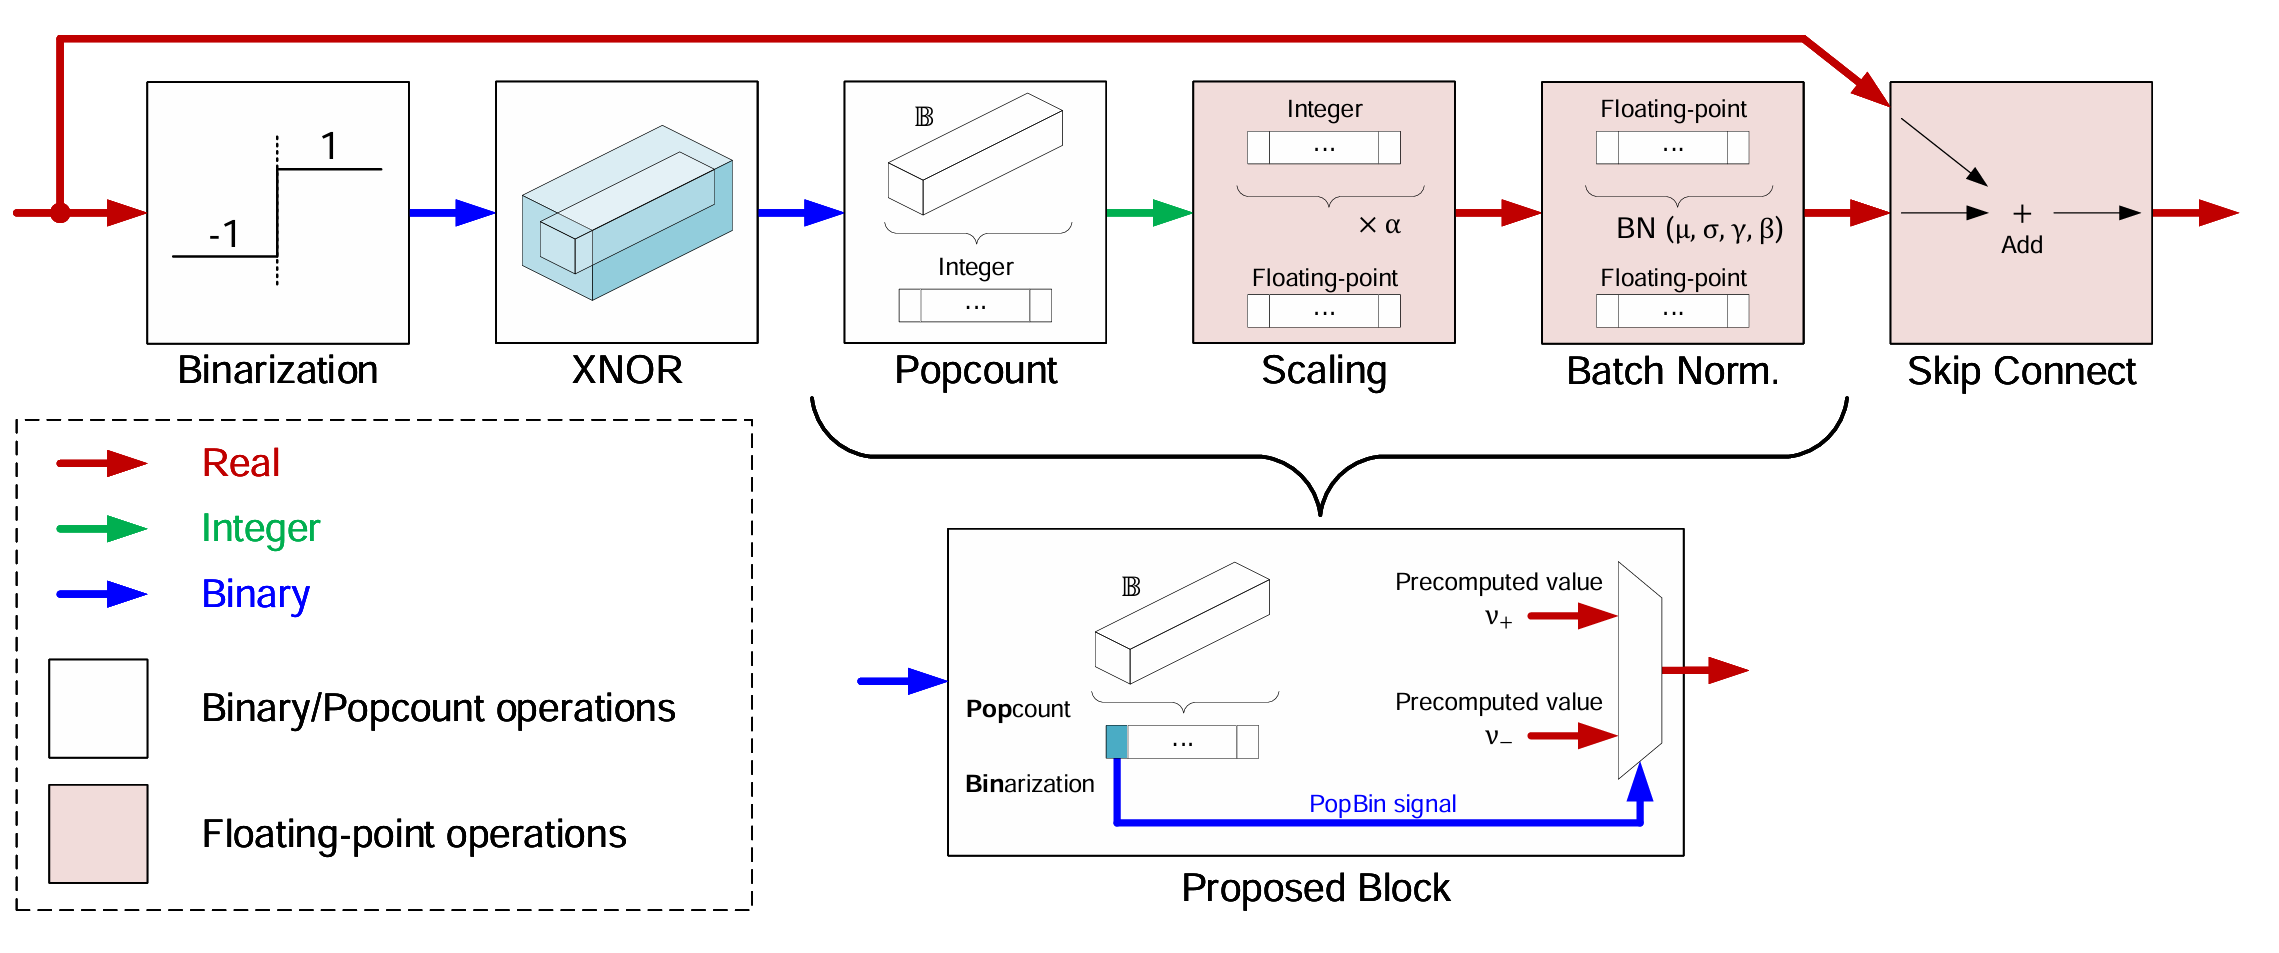 1
-1
Binarization
XNOR
𝔹
Integer
...
Popcount
Integer
...
× α
Floating-point
...
Scaling
Floating-point
...
BN (μ, σ, γ, β)
Floating-point
...
Batch Norm.
+
Add
Skip Connect
Real
Integer
Binary
Binary/Popcount operations
Floating-point operations
𝔹
Popcount
...
Binarization
Precomputed value
ν₊
Precomputed value
ν₋
PopBin signal
Proposed Block